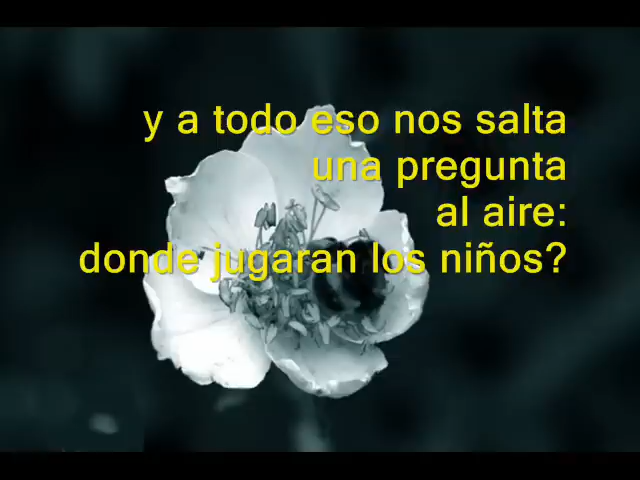 y a todo eso nos salta
una pregunta
al aire:
donde jugaran los niños?